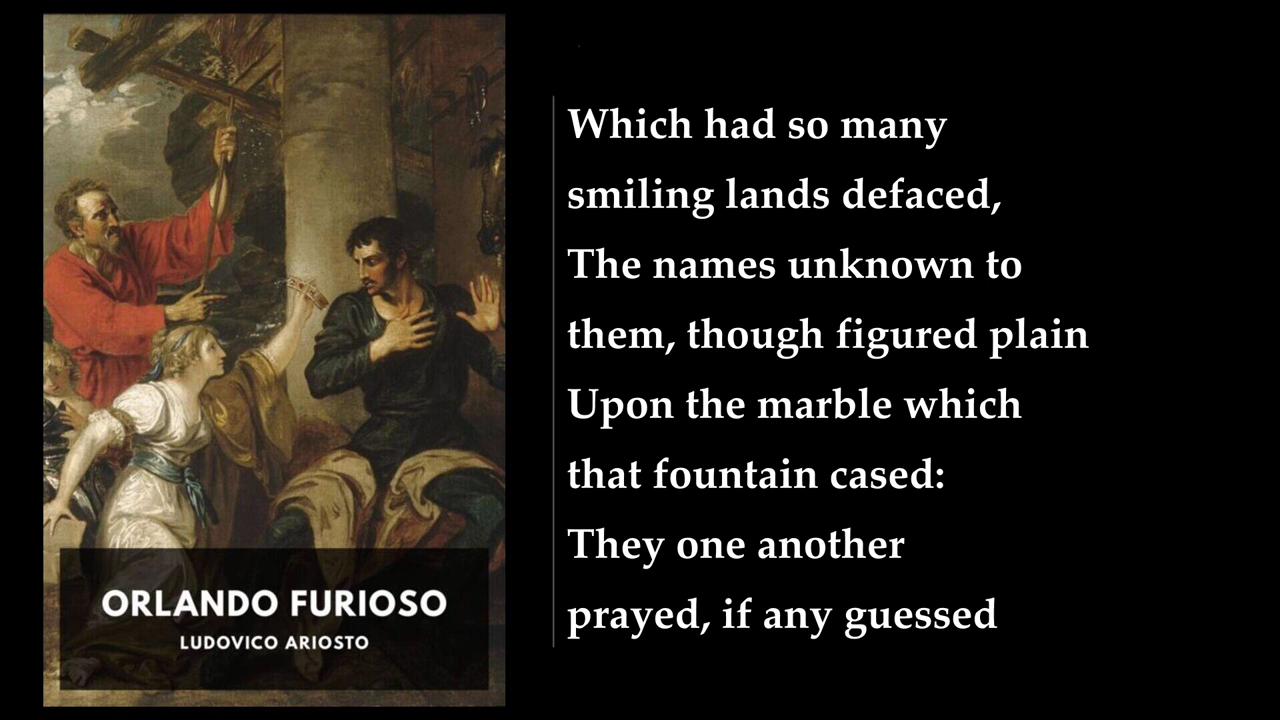 Which had so many
smiling lands defaced,
The names unknown to
them, though figured plain
Upon the marble which
that fountain cased:
They one another
prayed, if any guessed
ORLANDO FURIOSO
LUDOVICO ARIOSTO